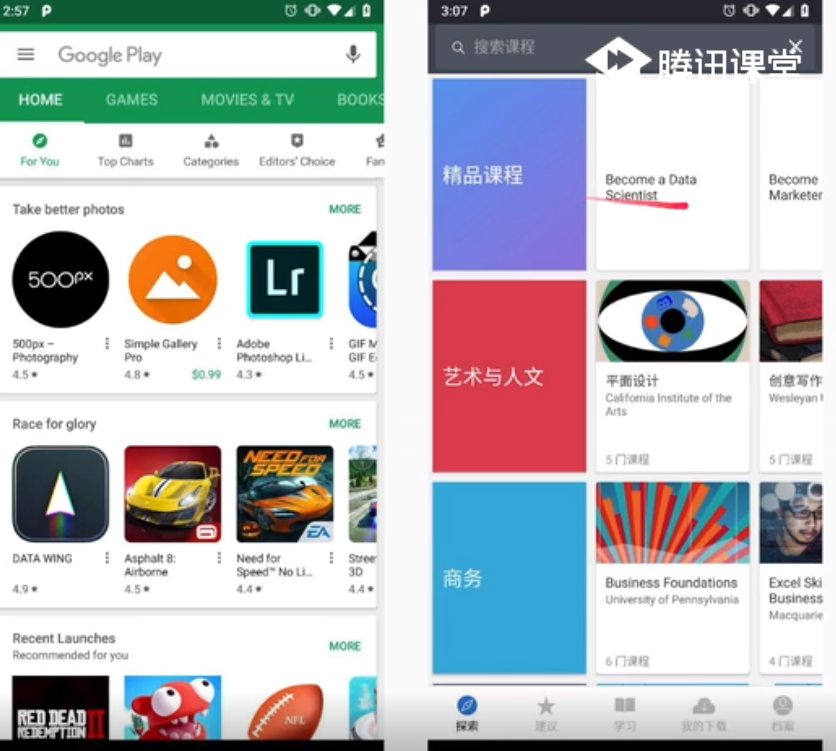 2:57
Google Play
HOME GAMES MOVIES & TV BOOKS
For You Top Charts Categories Editors' Choice Fan
Take better photos MORE
500px
Lr
500px –
Photography
4.5★
Simple Gallery
Pro
4.8★ $0.99
Adobe
Photoshop Li...
4.3★
GIF M
GIF E
4.5★
Race for glory MORE
NEED FOR
SPEED
EA
DATA WING
4.9★
Asphalt 8:
Airborne
4.5★
Need for
Speed™ No Li...
4.4★
Street
3D
4.4★
Recent Launches MORE
Recommended for you
RED DEAD
REDEMPTION II
NFL
3:07
搜索课程
腾讯课堂
精品课程
Become a Data
Scientist
Become
Marketer
艺术与人文
平面设计
California Institute of the
Arts
5 门课程
创意写作
Wesleyan
5 门课程
商务
Business Foundations
University of Pennsylvania
6 门课程
Excel Ski
Business
Macquarie
4 门课程
探索 建议 学习 我的下载 档案